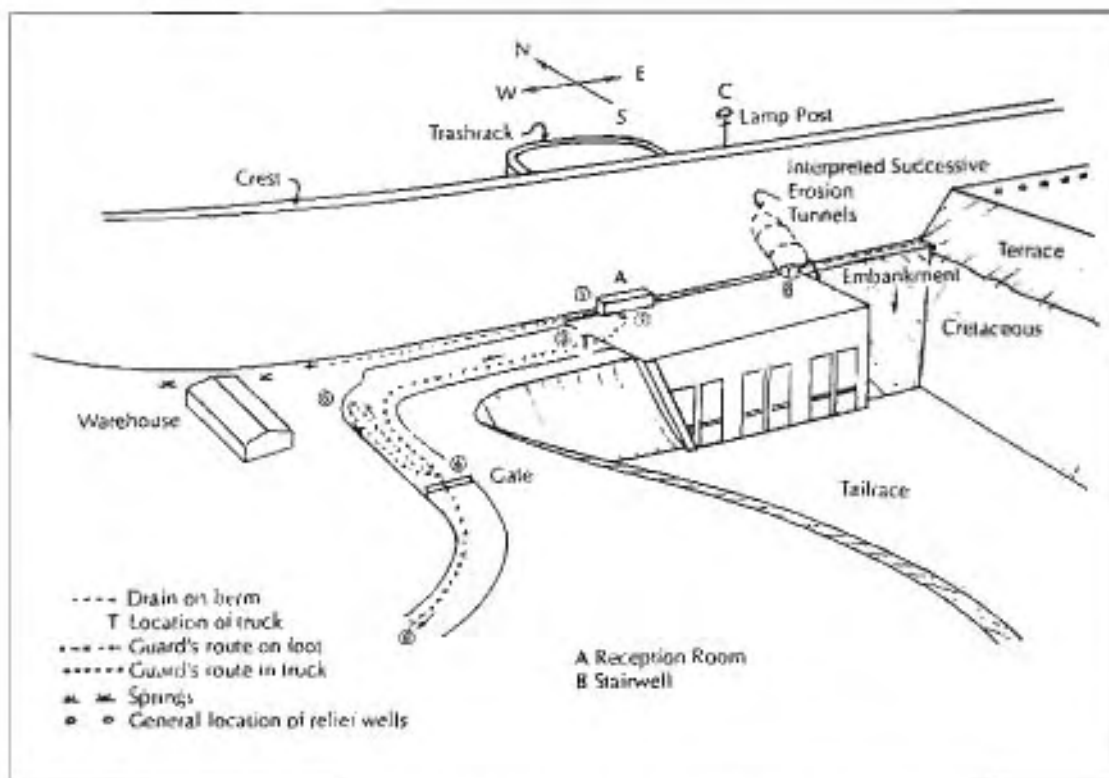 N
W
E
S
C
Lamp Post
Trashrack
Crest
Interpreted Successive
Erosion
Tunnels
Terrace
A
B
Embankment
Cretaceous
T
Warehouse
Gate
Tailrace
Drain on berm
T Location of truck
Guard's route on foot
Guard's route in truck
Springs
General location of relief wells
A Reception Room
B Stairwell